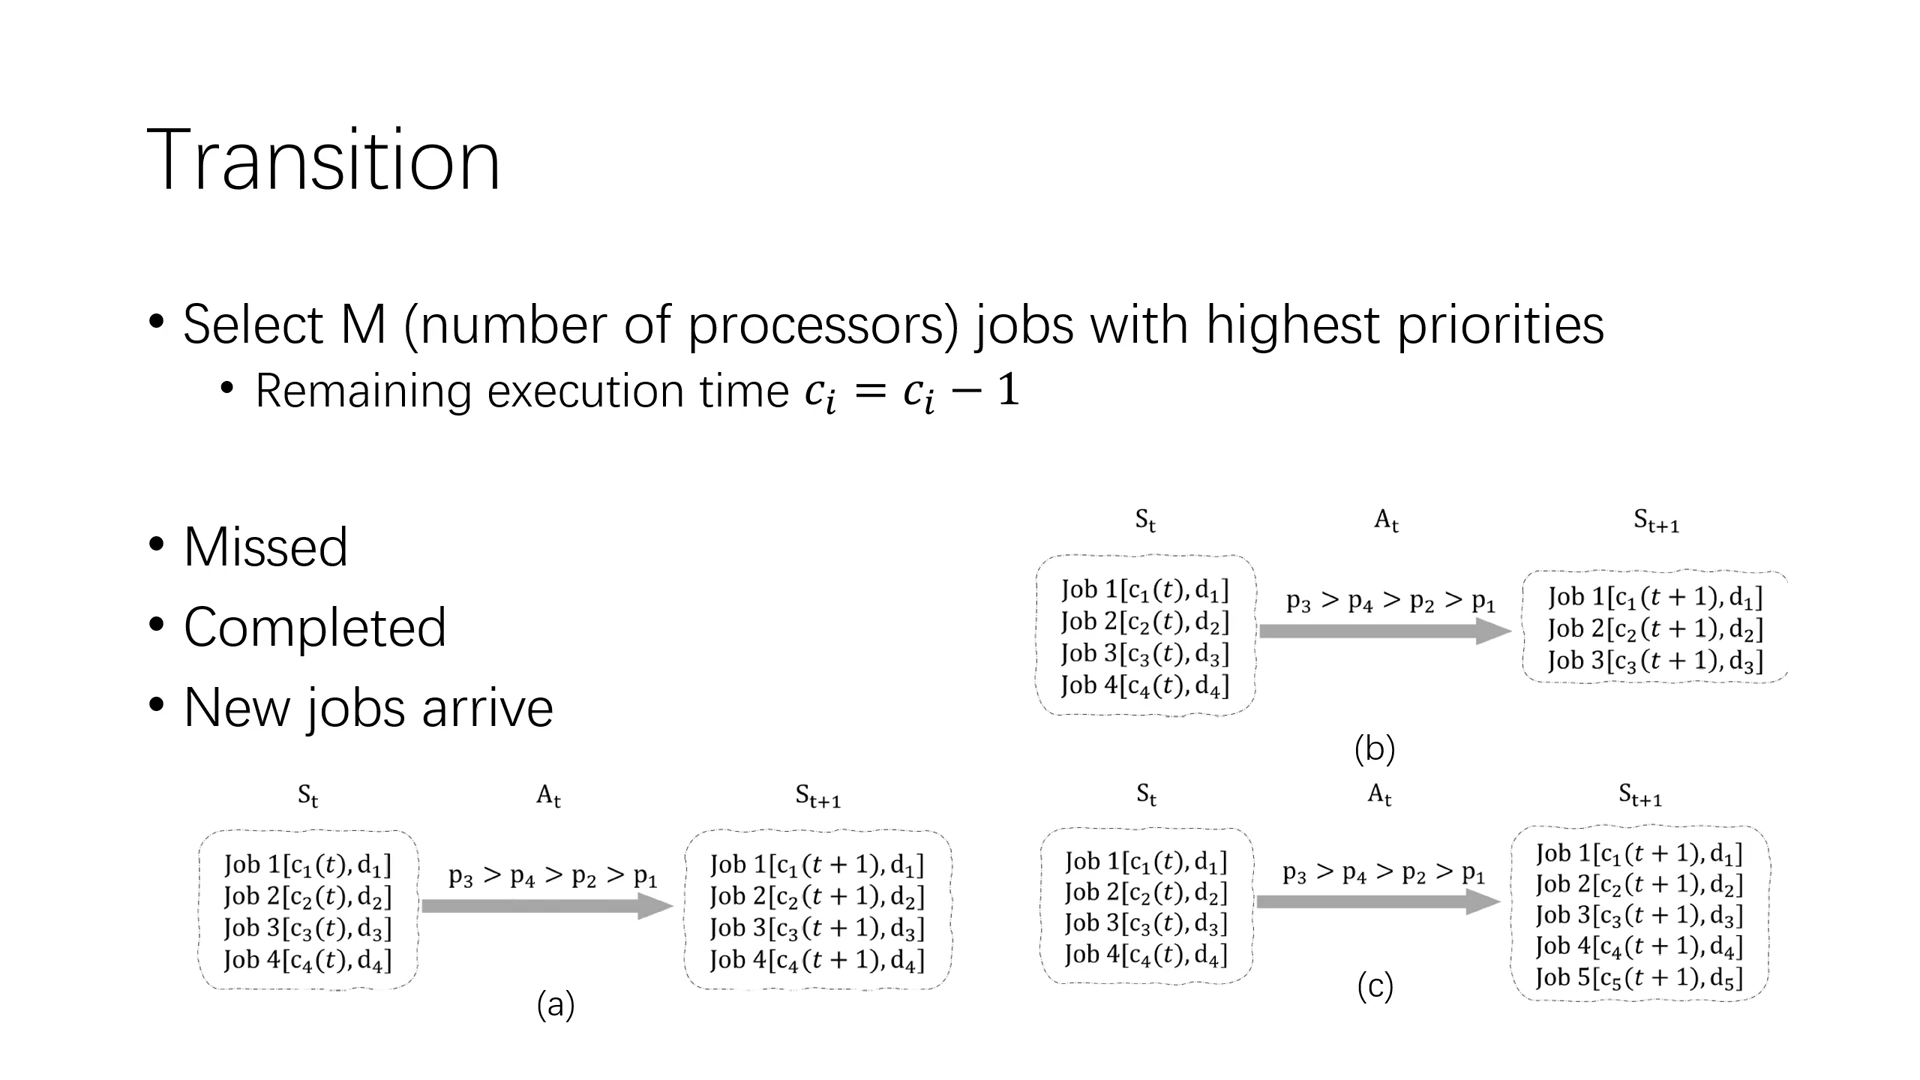 Transition
• Select M (number of processors) jobs with highest priorities
• Remaining execution time cᵢ = cᵢ − 1
• Missed
• Completed
• New jobs arrive
Sₜ Aₜ Sₜ₊₁
Job 1[c₁(t), d₁]
Job 2[c₂(t), d₂]
Job 3[c₃(t), d₃]
Job 4[c₄(t), d₄]
p₃ > p₄ > p₂ > p₁
Job 1[c₁(t + 1), d₁]
Job 2[c₂(t + 1), d₂]
Job 3[c₃(t + 1), d₃]
(b)
Sₜ Aₜ Sₜ₊₁
Job 1[c₁(t), d₁]
Job 2[c₂(t), d₂]
Job 3[c₃(t), d₃]
Job 4[c₄(t), d₄]
p₃ > p₄ > p₂ > p₁
Job 1[c₁(t + 1), d₁]
Job 2[c₂(t + 1), d₂]
Job 3[c₃(t + 1), d₃]
Job 4[c₄(t + 1), d₄]
(a)
Sₜ Aₜ Sₜ₊₁
Job 1[c₁(t), d₁]
Job 2[c₂(t), d₂]
Job 3[c₃(t), d₃]
Job 4[c₄(t), d₄]
p₃ > p₄ > p₂ > p₁
Job 1[c₁(t + 1), d₁]
Job 2[c₂(t + 1), d₂]
Job 3[c₃(t + 1), d₃]
Job 4[c₄(t + 1), d₄]
Job 5[c₅(t + 1), d₅]
(c)